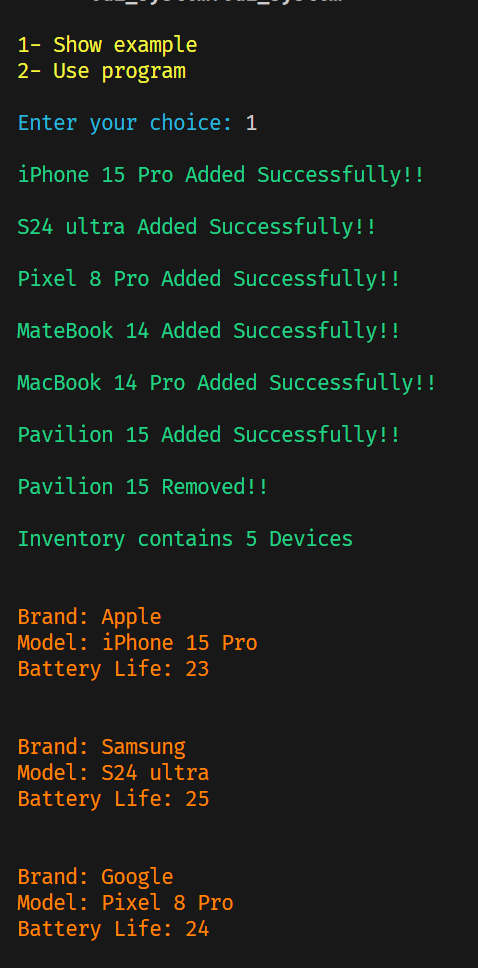 1- Show example
2- Use program
Enter your choice: 1
iPhone 15 Pro Added Successfully!!
S24 ultra Added Successfully!!
Pixel 8 Pro Added Successfully!!
MateBook 14 Added Successfully!!
MacBook 14 Pro Added Successfully!!
Pavilion 15 Added Successfully!!
Pavilion 15 Removed!!
Inventory contains 5 Devices
Brand: Apple
Model: iPhone 15 Pro
Battery Life: 23
Brand: Samsung
Model: S24 ultra
Battery Life: 25
Brand: Google
Model: Pixel 8 Pro
Battery Life: 24